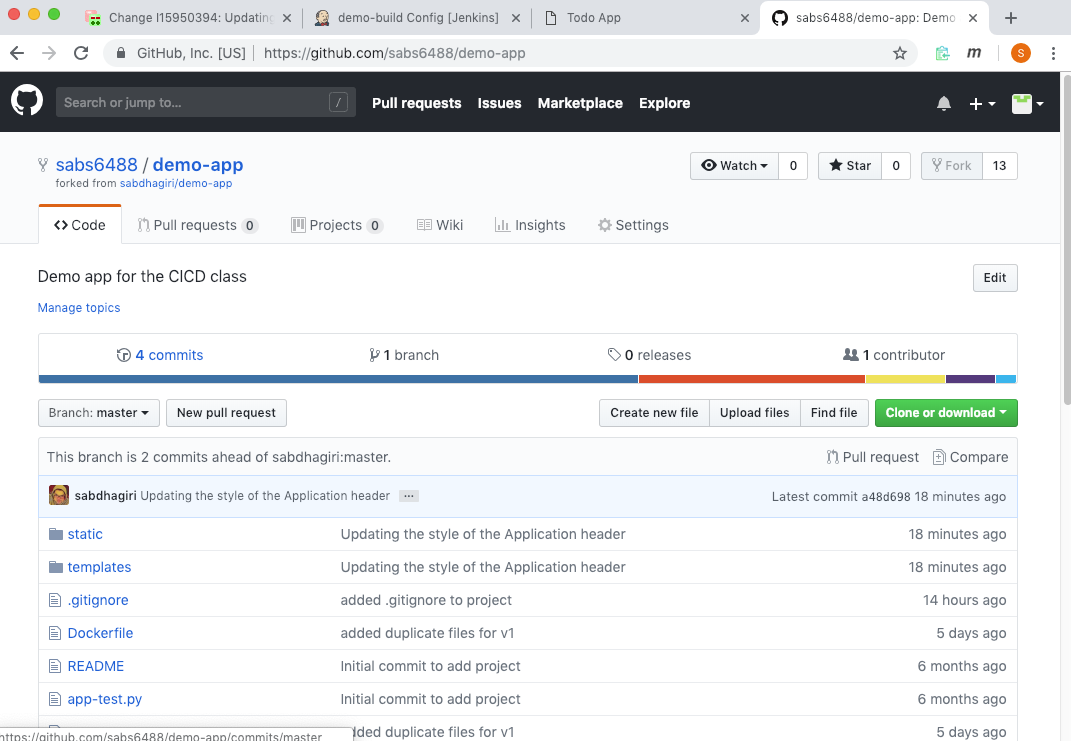 Change I15950394: Updating
demo-build Config [Jenkins]
Todo App
sabs6488/demo-app: Demo
GitHub, Inc. [US] | https://github.com/sabs6488/demo-app
m
S
Search or jump to...
/
Pull requests Issues Marketplace Explore
sabs6488 / demo-app
forked from sabdhagiri/demo-app
Watch 0 Star 0 Fork 13
Code Pull requests 0 Projects 0 Wiki Insights Settings
Demo app for the CICD class
Edit
Manage topics
4 commits 1 branch 0 releases 1 contributor
Branch: master New pull request Create new file Upload files Find file Clone or download
This branch is 2 commits ahead of sabdhagiri:master. Pull request Compare
sabdhagiri Updating the style of the Application header ... Latest commit a48d698 18 minutes ago
static Updating the style of the Application header 18 minutes ago
templates Updating the style of the Application header 18 minutes ago
.gitignore added .gitignore to project 14 hours ago
Dockerfile added duplicate files for v1 5 days ago
README Initial commit to add project 6 months ago
app-test.py Initial commit to add project 6 months ago
added duplicate files for v1 5 days ago
https://github.com/sabs6488/demo-app/commits/master